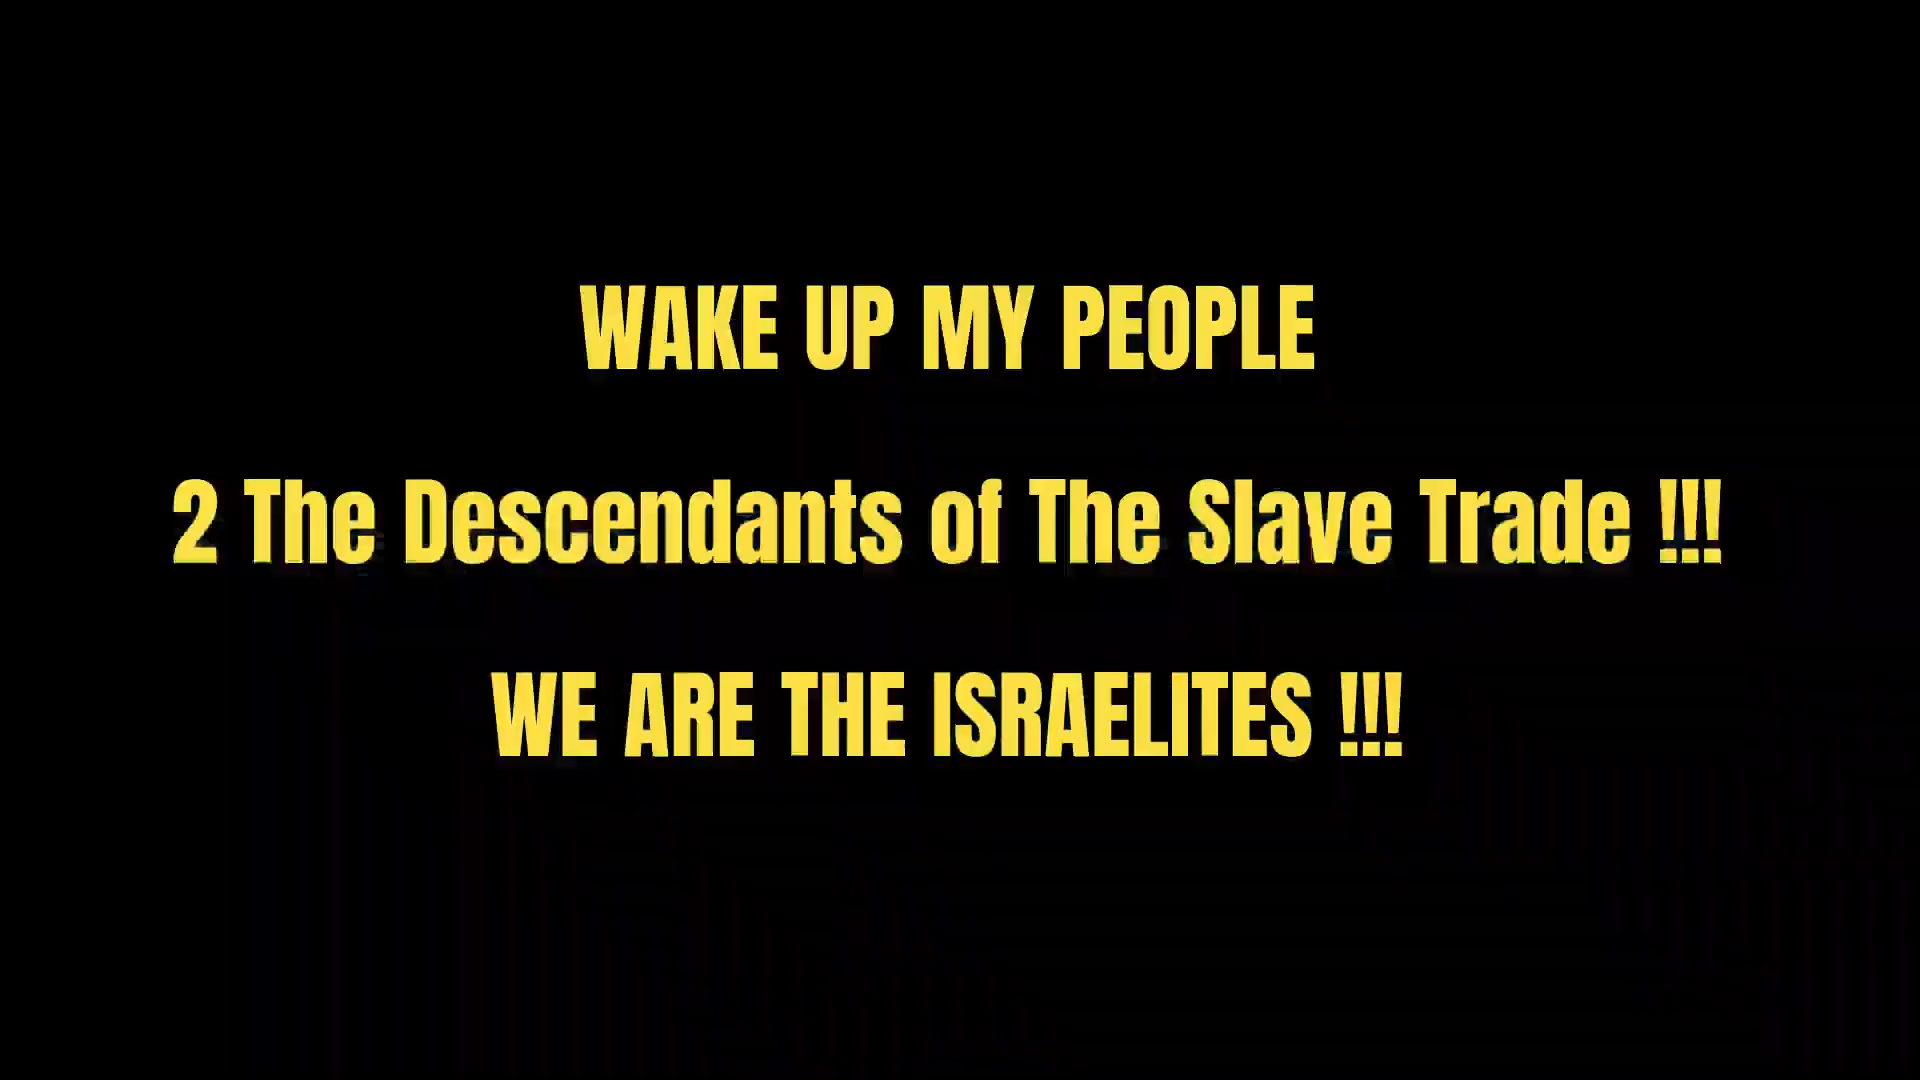 WAKE UP MY PEOPLE
2 The Descendants of The Slave Trade !!!
WE ARE THE ISRAELITES !!!